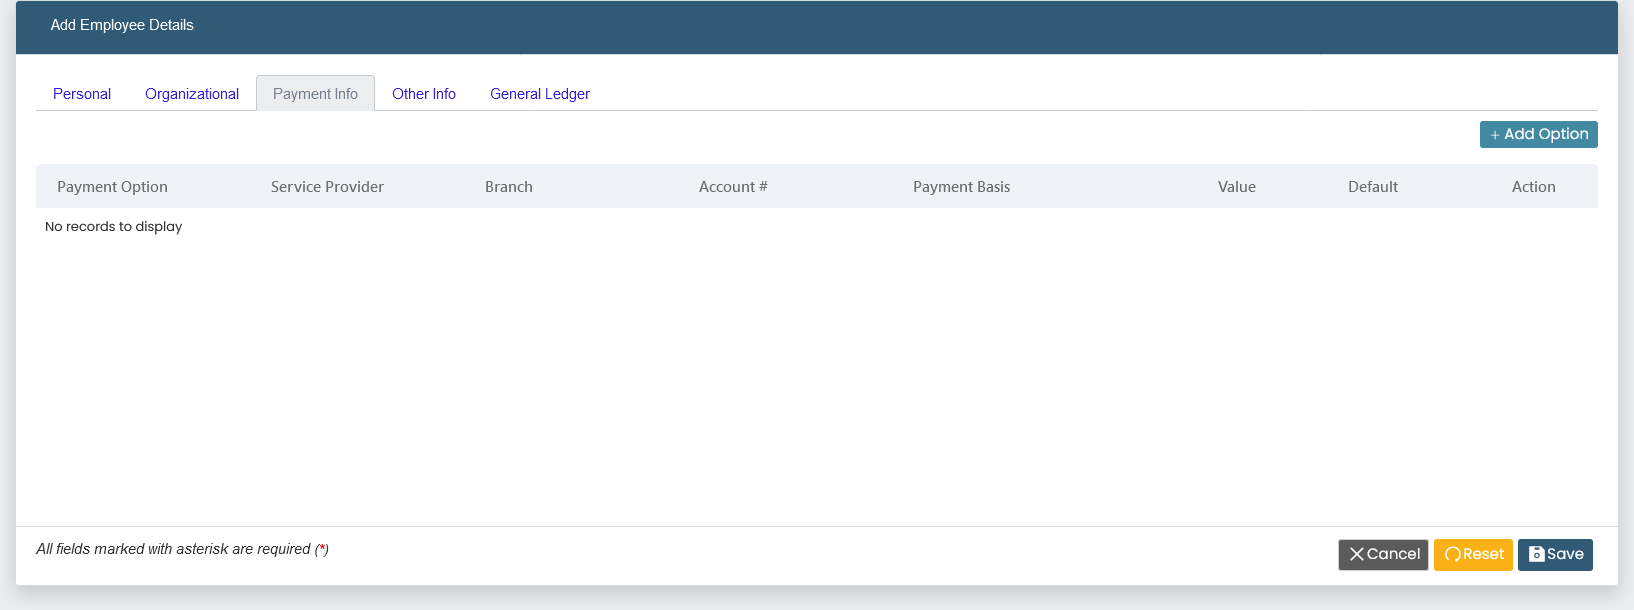 Add Employee Details
Personal Organizational Payment Info Other Info General Ledger
+ Add Option
Payment Option Service Provider Branch Account # Payment Basis Value Default Action
No records to display
All fields marked with asterisk are required (*)
Cancel Reset Save